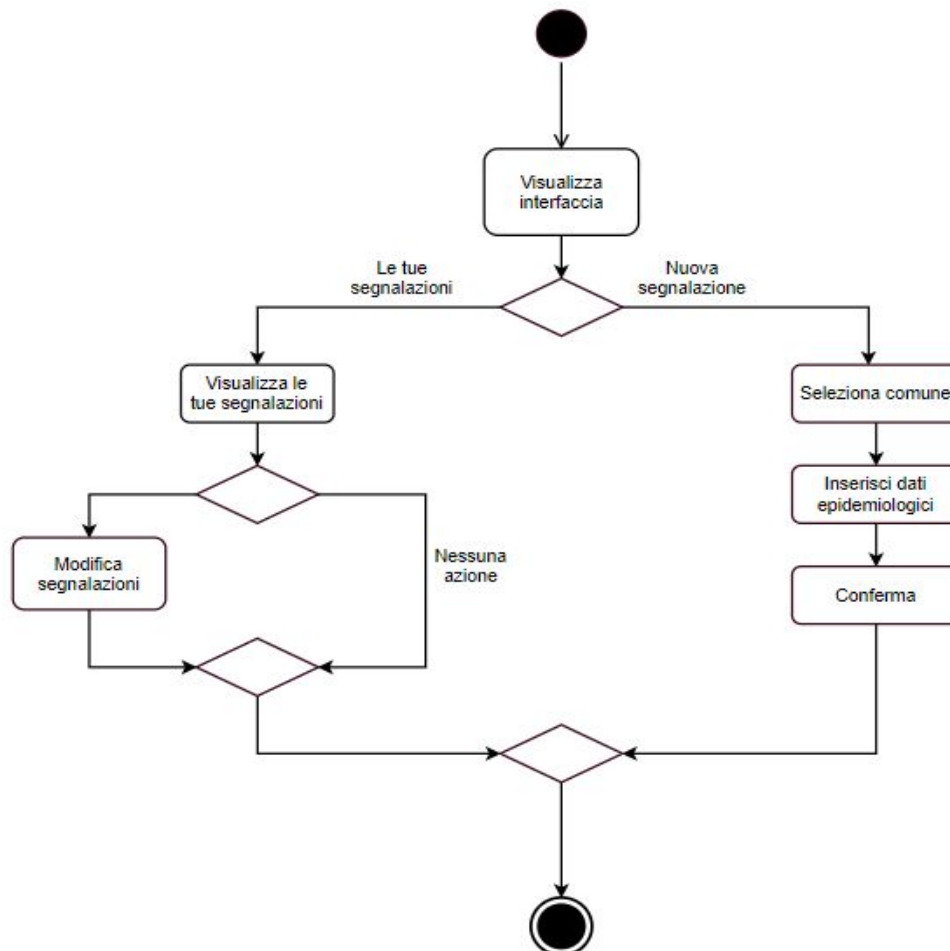 Visualizza
interfaccia
Le tue
segnalazioni
Nuova
segnalazione
Visualizza le
tue segnalazioni
Seleziona comune
Inserisci dati
epidemiologici
Modifica
segnalazioni
Nessuna
azione
Conferma